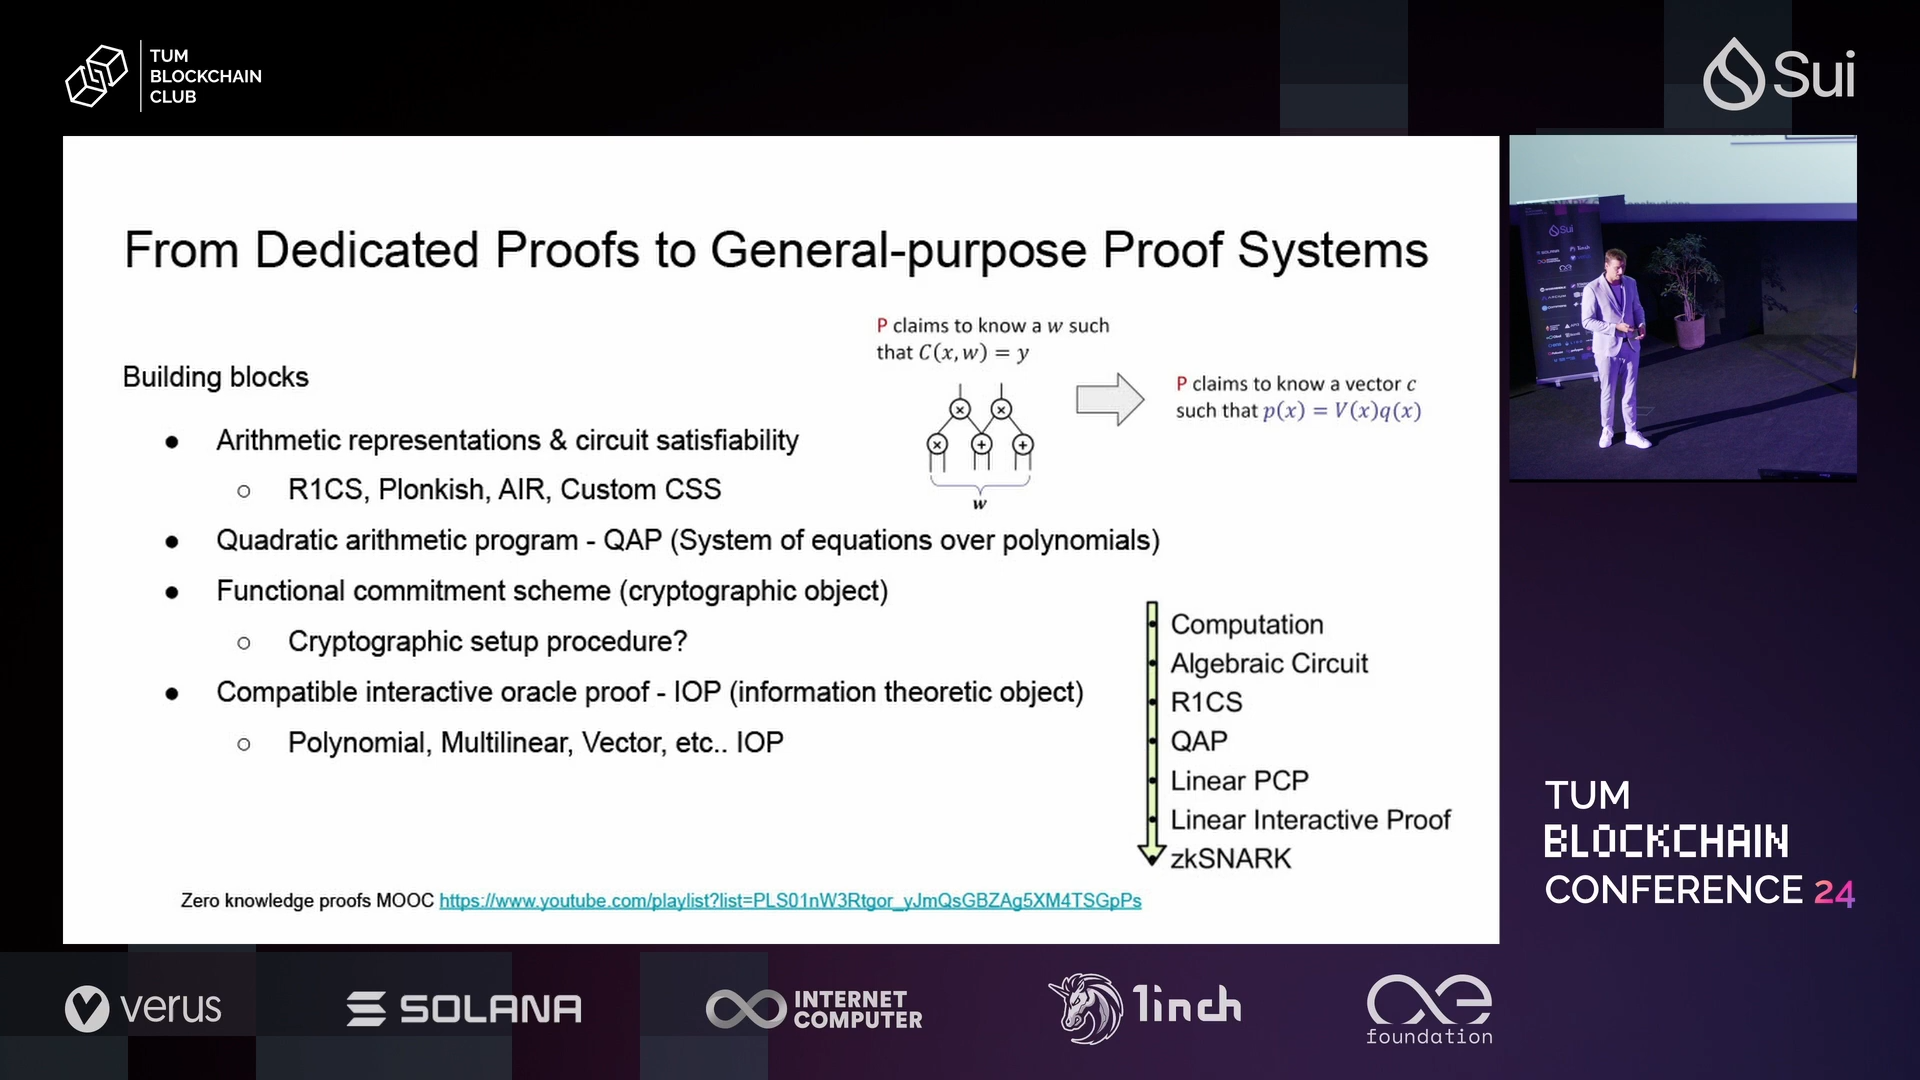 TUM
BLOCKCHAIN
CLUB
Sui
From Dedicated Proofs to General-purpose Proof Systems
P claims to know a w such
that C(x, w) = y
P claims to know a vector c
such that p(x) = V(x)q(x)
w
Building blocks
● Arithmetic representations & circuit satisfiability
○ R1CS, Plonkish, AIR, Custom CSS
● Quadratic arithmetic program - QAP (System of equations over polynomials)
● Functional commitment scheme (cryptographic object)
○ Cryptographic setup procedure?
● Compatible interactive oracle proof - IOP (information theoretic object)
○ Polynomial, Multilinear, Vector, etc.. IOP
Computation
Algebraic Circuit
R1CS
QAP
Linear PCP
Linear Interactive Proof
zkSNARK
Zero knowledge proofs MOOC https://www.youtube.com/playlist?list=PLS01nW3Rtgor_yJmQsGBZAg5XM4TSGpPs
Sui
TUM
BLOCKCHAIN
CONFERENCE 24
verus
SOLANA
INTERNET
COMPUTER
1inch
ae
foundation